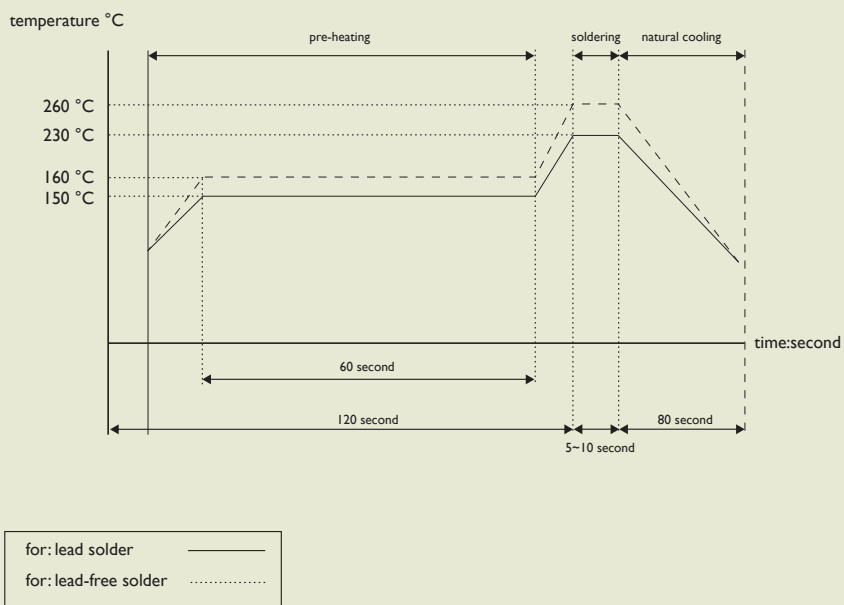 temperature °C
pre-heating
soldering
natural cooling
260 °C
230 °C
160 °C
150 °C
time:second
60 second
120 second
80 second
5~10 second
for: lead solder
for: lead-free solder